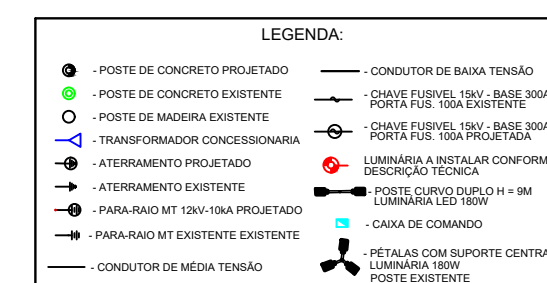 LEGENDA:
- POSTE DE CONCRETO PROJETADO
- POSTE DE CONCRETO EXISTENTE
- POSTE DE MADEIRA EXISTENTE
- TRANSFORMADOR CONCESSIONARIA
- ATERRAMENTO PROJETADO
- ATERRAMENTO EXISTENTE
- PARA-RAIO MT 12kV-10kA PROJETADO
- PARA-RAIO MT EXISTENTE EXISTENTE
- CONDUTOR DE MÉDIA TENSÃO
- CONDUTOR DE BAIXA TENSÃO
- CHAVE FUSIVEL 15kV - BASE 300A
PORTA FUS. 100A EXISTENTE
- CHAVE FUSIVEL 15kV - BASE 300A
PORTA FUS. 100A PROJETADA
LUMINÁRIA A INSTALAR CONFORM
DESCRIÇÃO TÉCNICA
- POSTE CURVO DUPLO H = 9M
LUMINÁRIA LED 180W
- CAIXA DE COMANDO
- PÉTALAS COM SUPORTE CENTRA
LUMINÁRIA 180W
POSTE EXISTENTE